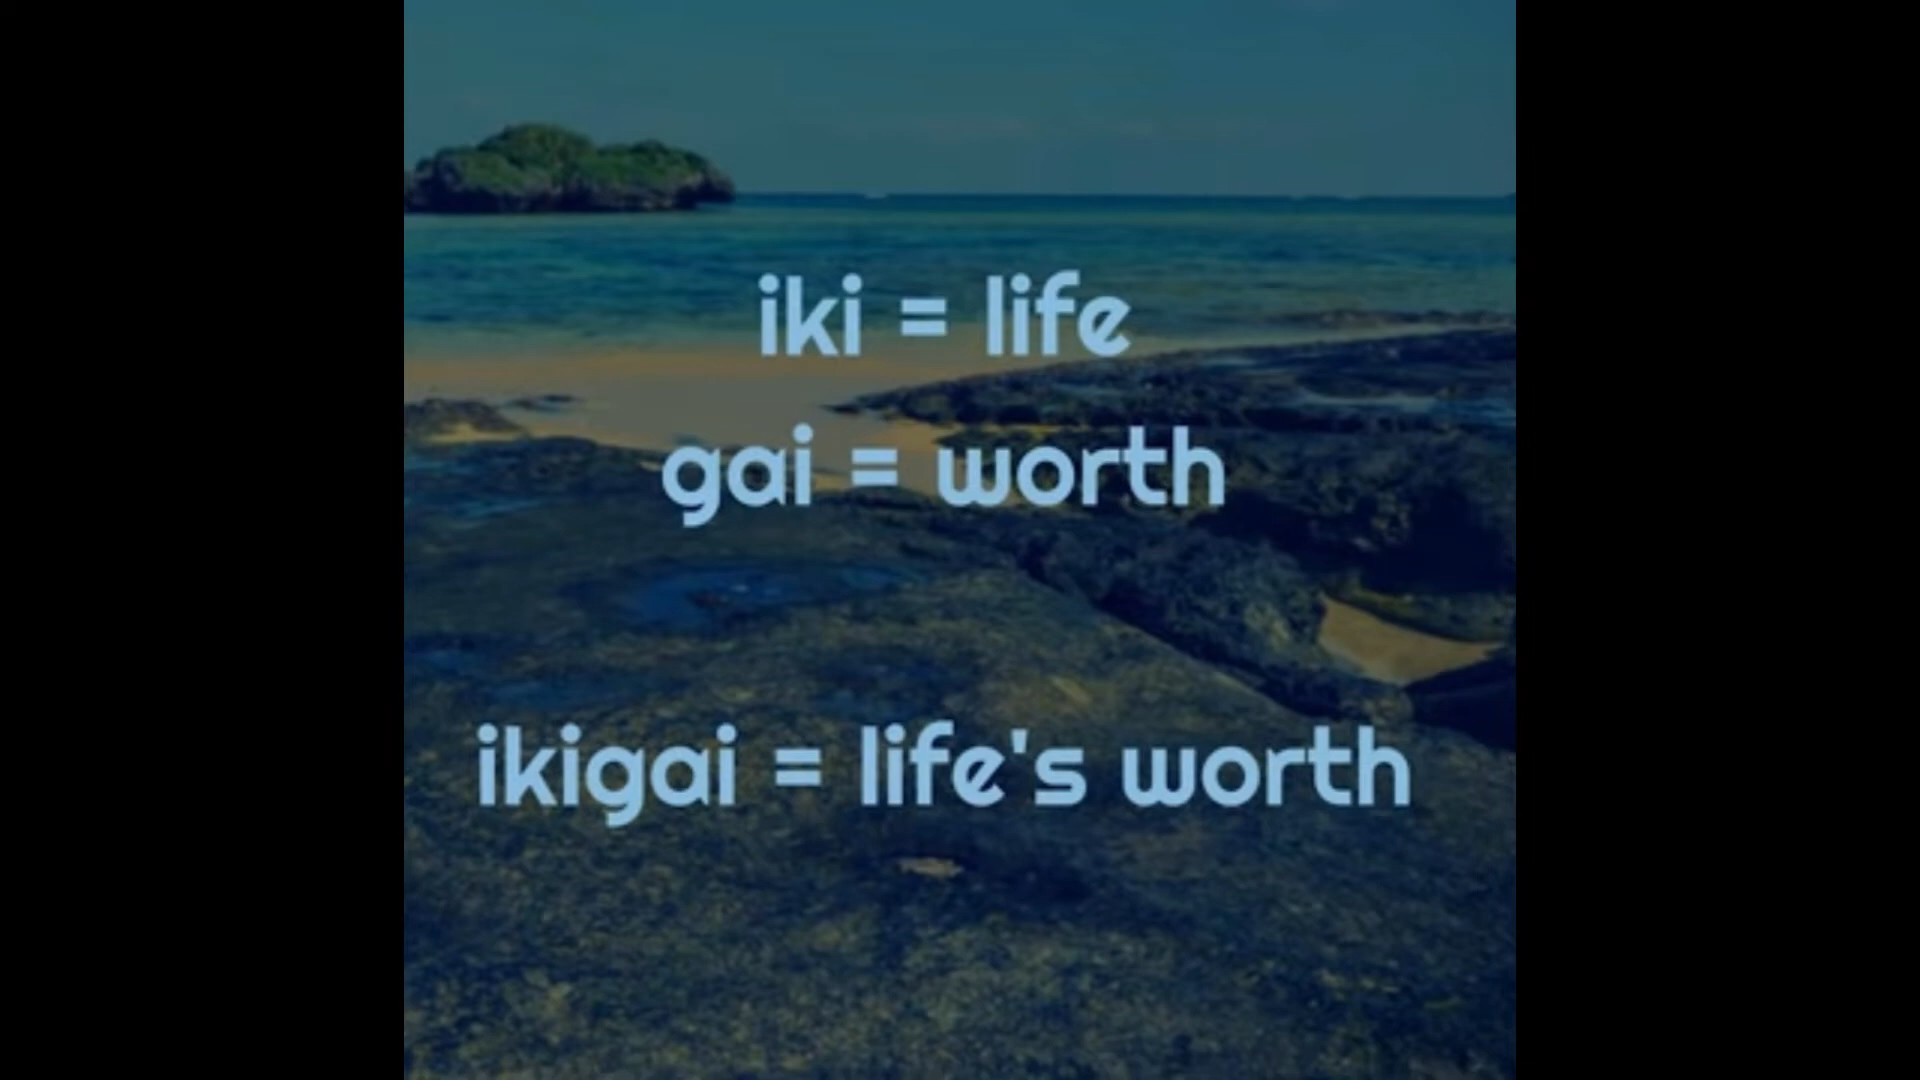 iki = life
gai = worth
ikigai = life's worth